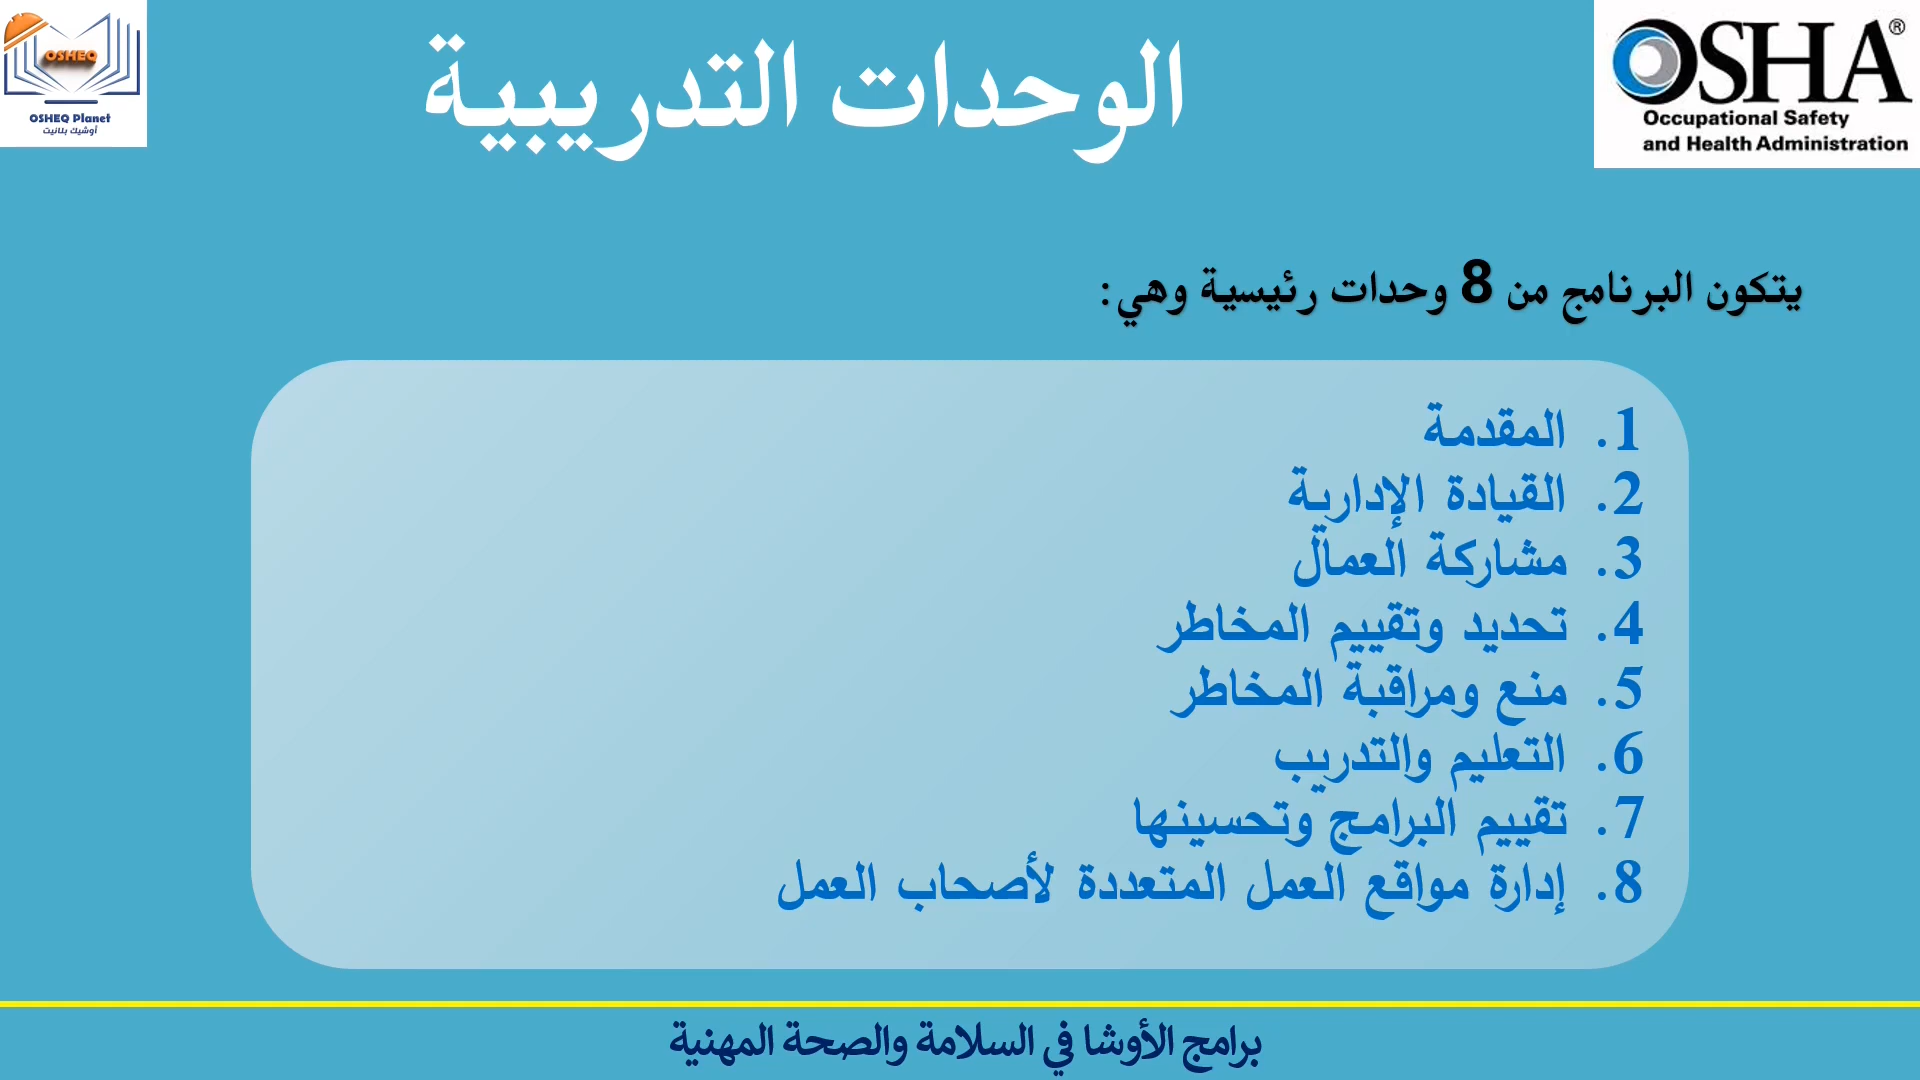 OSHEQ
OSHEQ Planet
أوشيك بلانيت
الوحدات التدريبية
OSHA®
Occupational Safety
and Health Administration
يتكون البرنامج من 8 وحدات رئيسية وهي:
1. المقدمة
2. القيادة الإدارية
3. مشاركة العمال
4. تحديد وتقييم المخاطر
5. منع ومراقبة المخاطر
6. التعليم والتدريب
7. تقييم البرامج وتحسينها
8. إدارة مواقع العمل المتعددة لأصحاب العمل
برامج الأوشا في السلامة والصحة المهنية